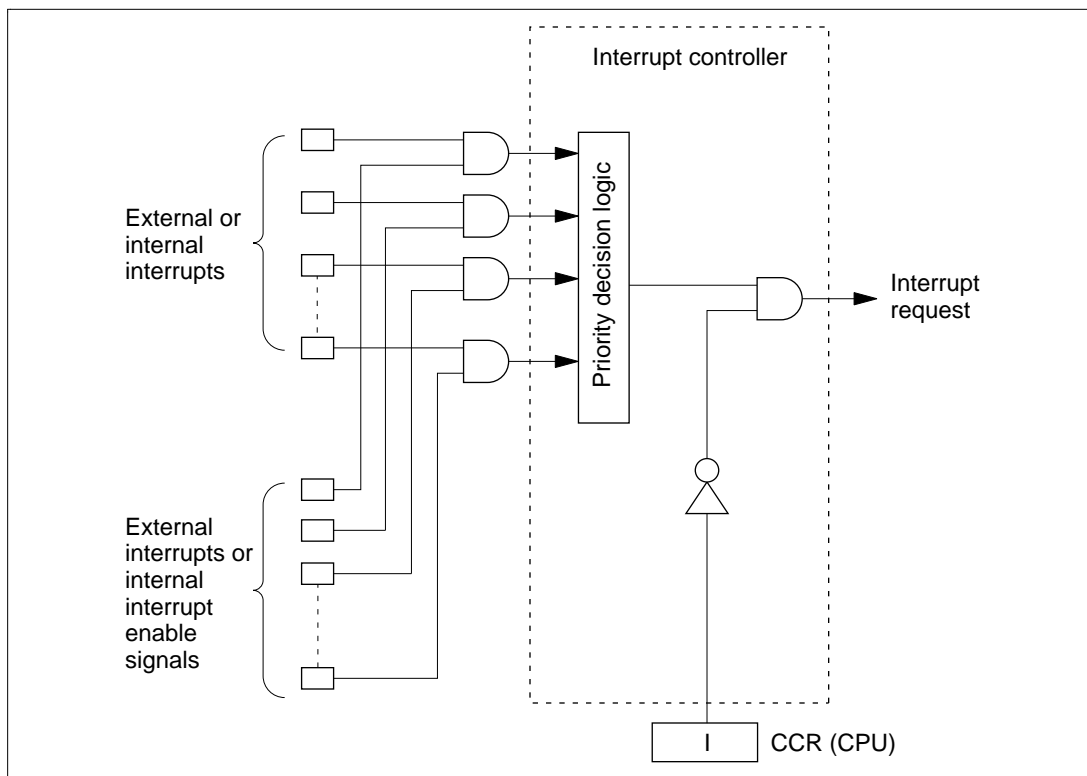 Interrupt controller
External or
internal
interrupts
Priority decision logic
Interrupt
request
External
interrupts or
internal
interrupt
enable
signals
I
CCR (CPU)